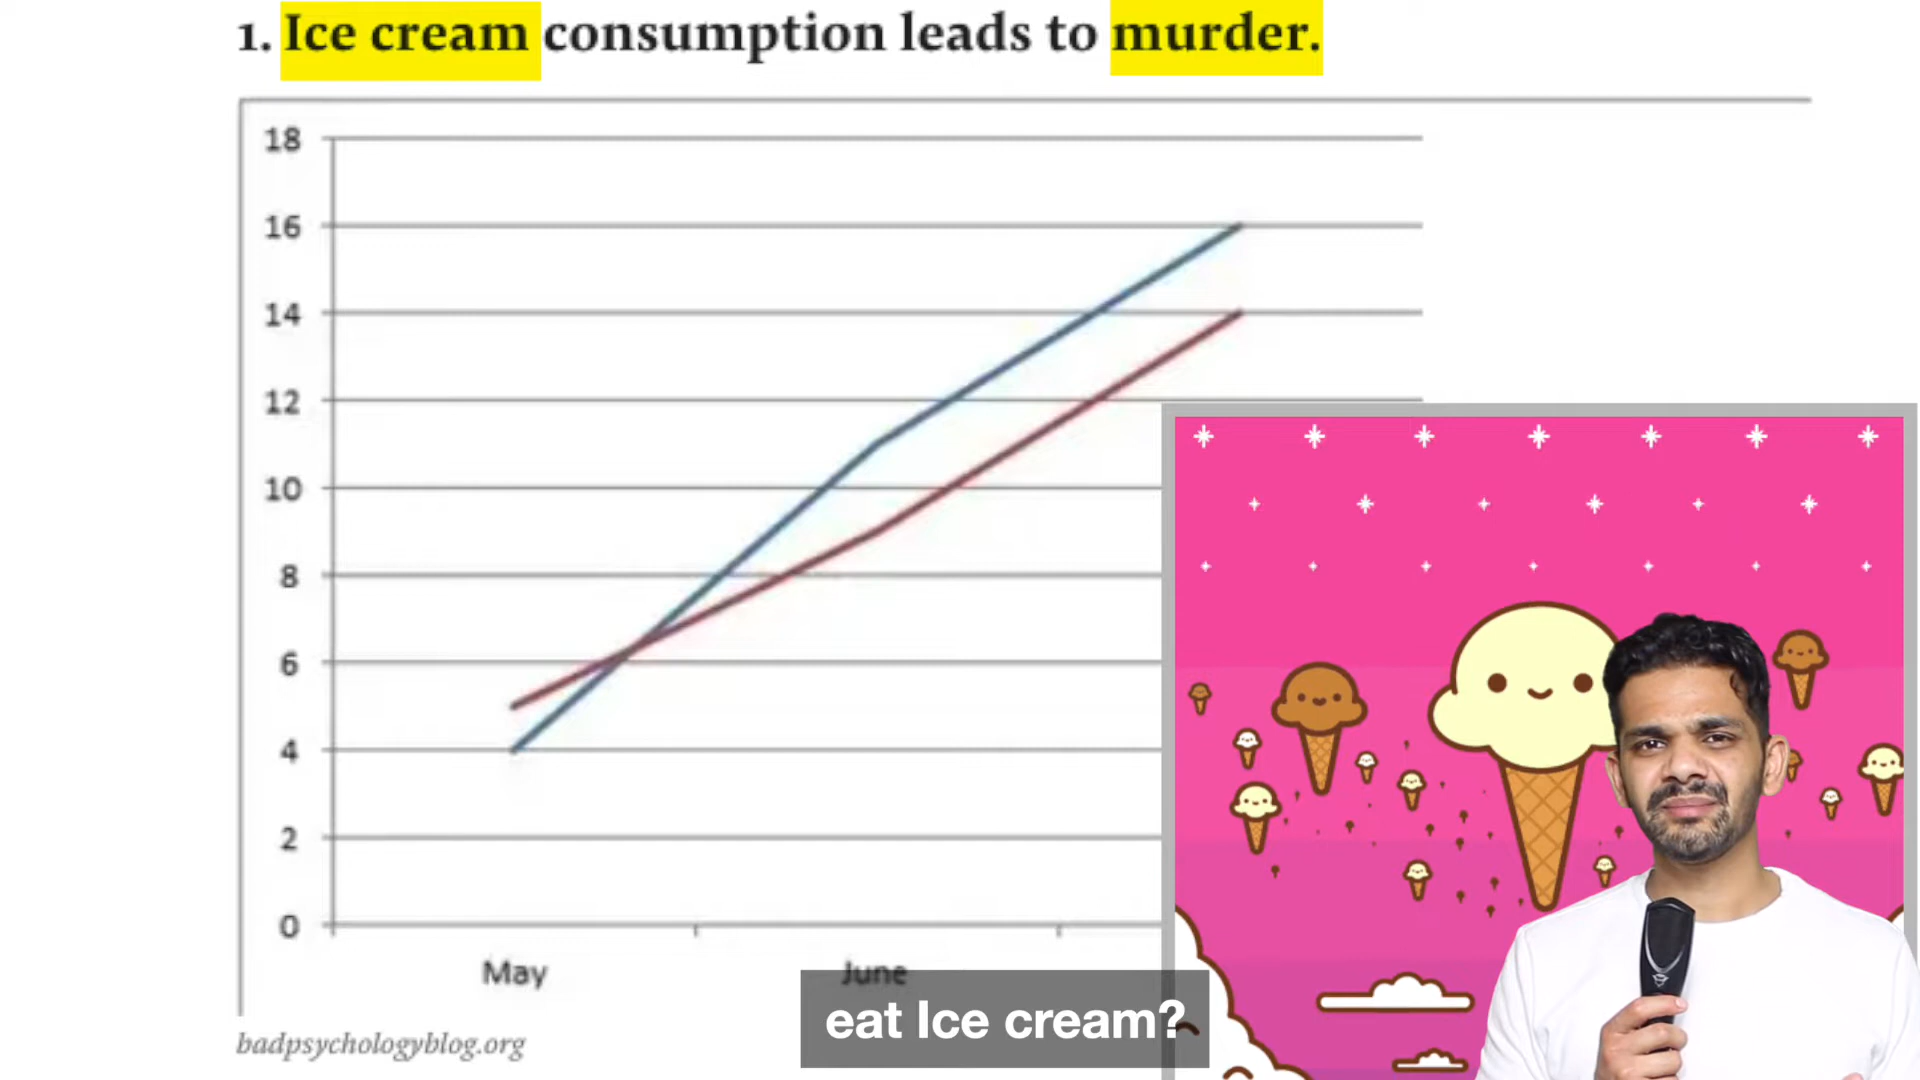 1. Ice cream consumption leads to murder.
18
16
14
12
10
8
6
4
2
0
May
June
eat Ice cream?
badpsychologyblog.org